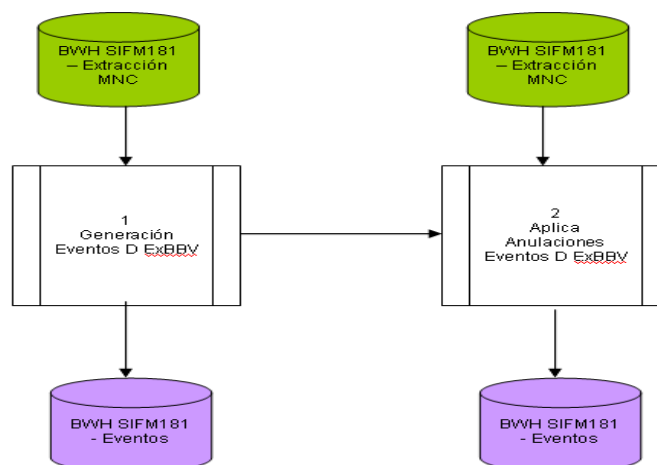 BWH SIFM181
– Extracción
MNC
BWH SIFM181
– Extracción
MNC
1
Generación
Eventos D ExBBV
2
Aplica
Anulaciones
Eventos D ExBBV
BWH SIFM181
- Eventos
BWH SIFM181
- Eventos